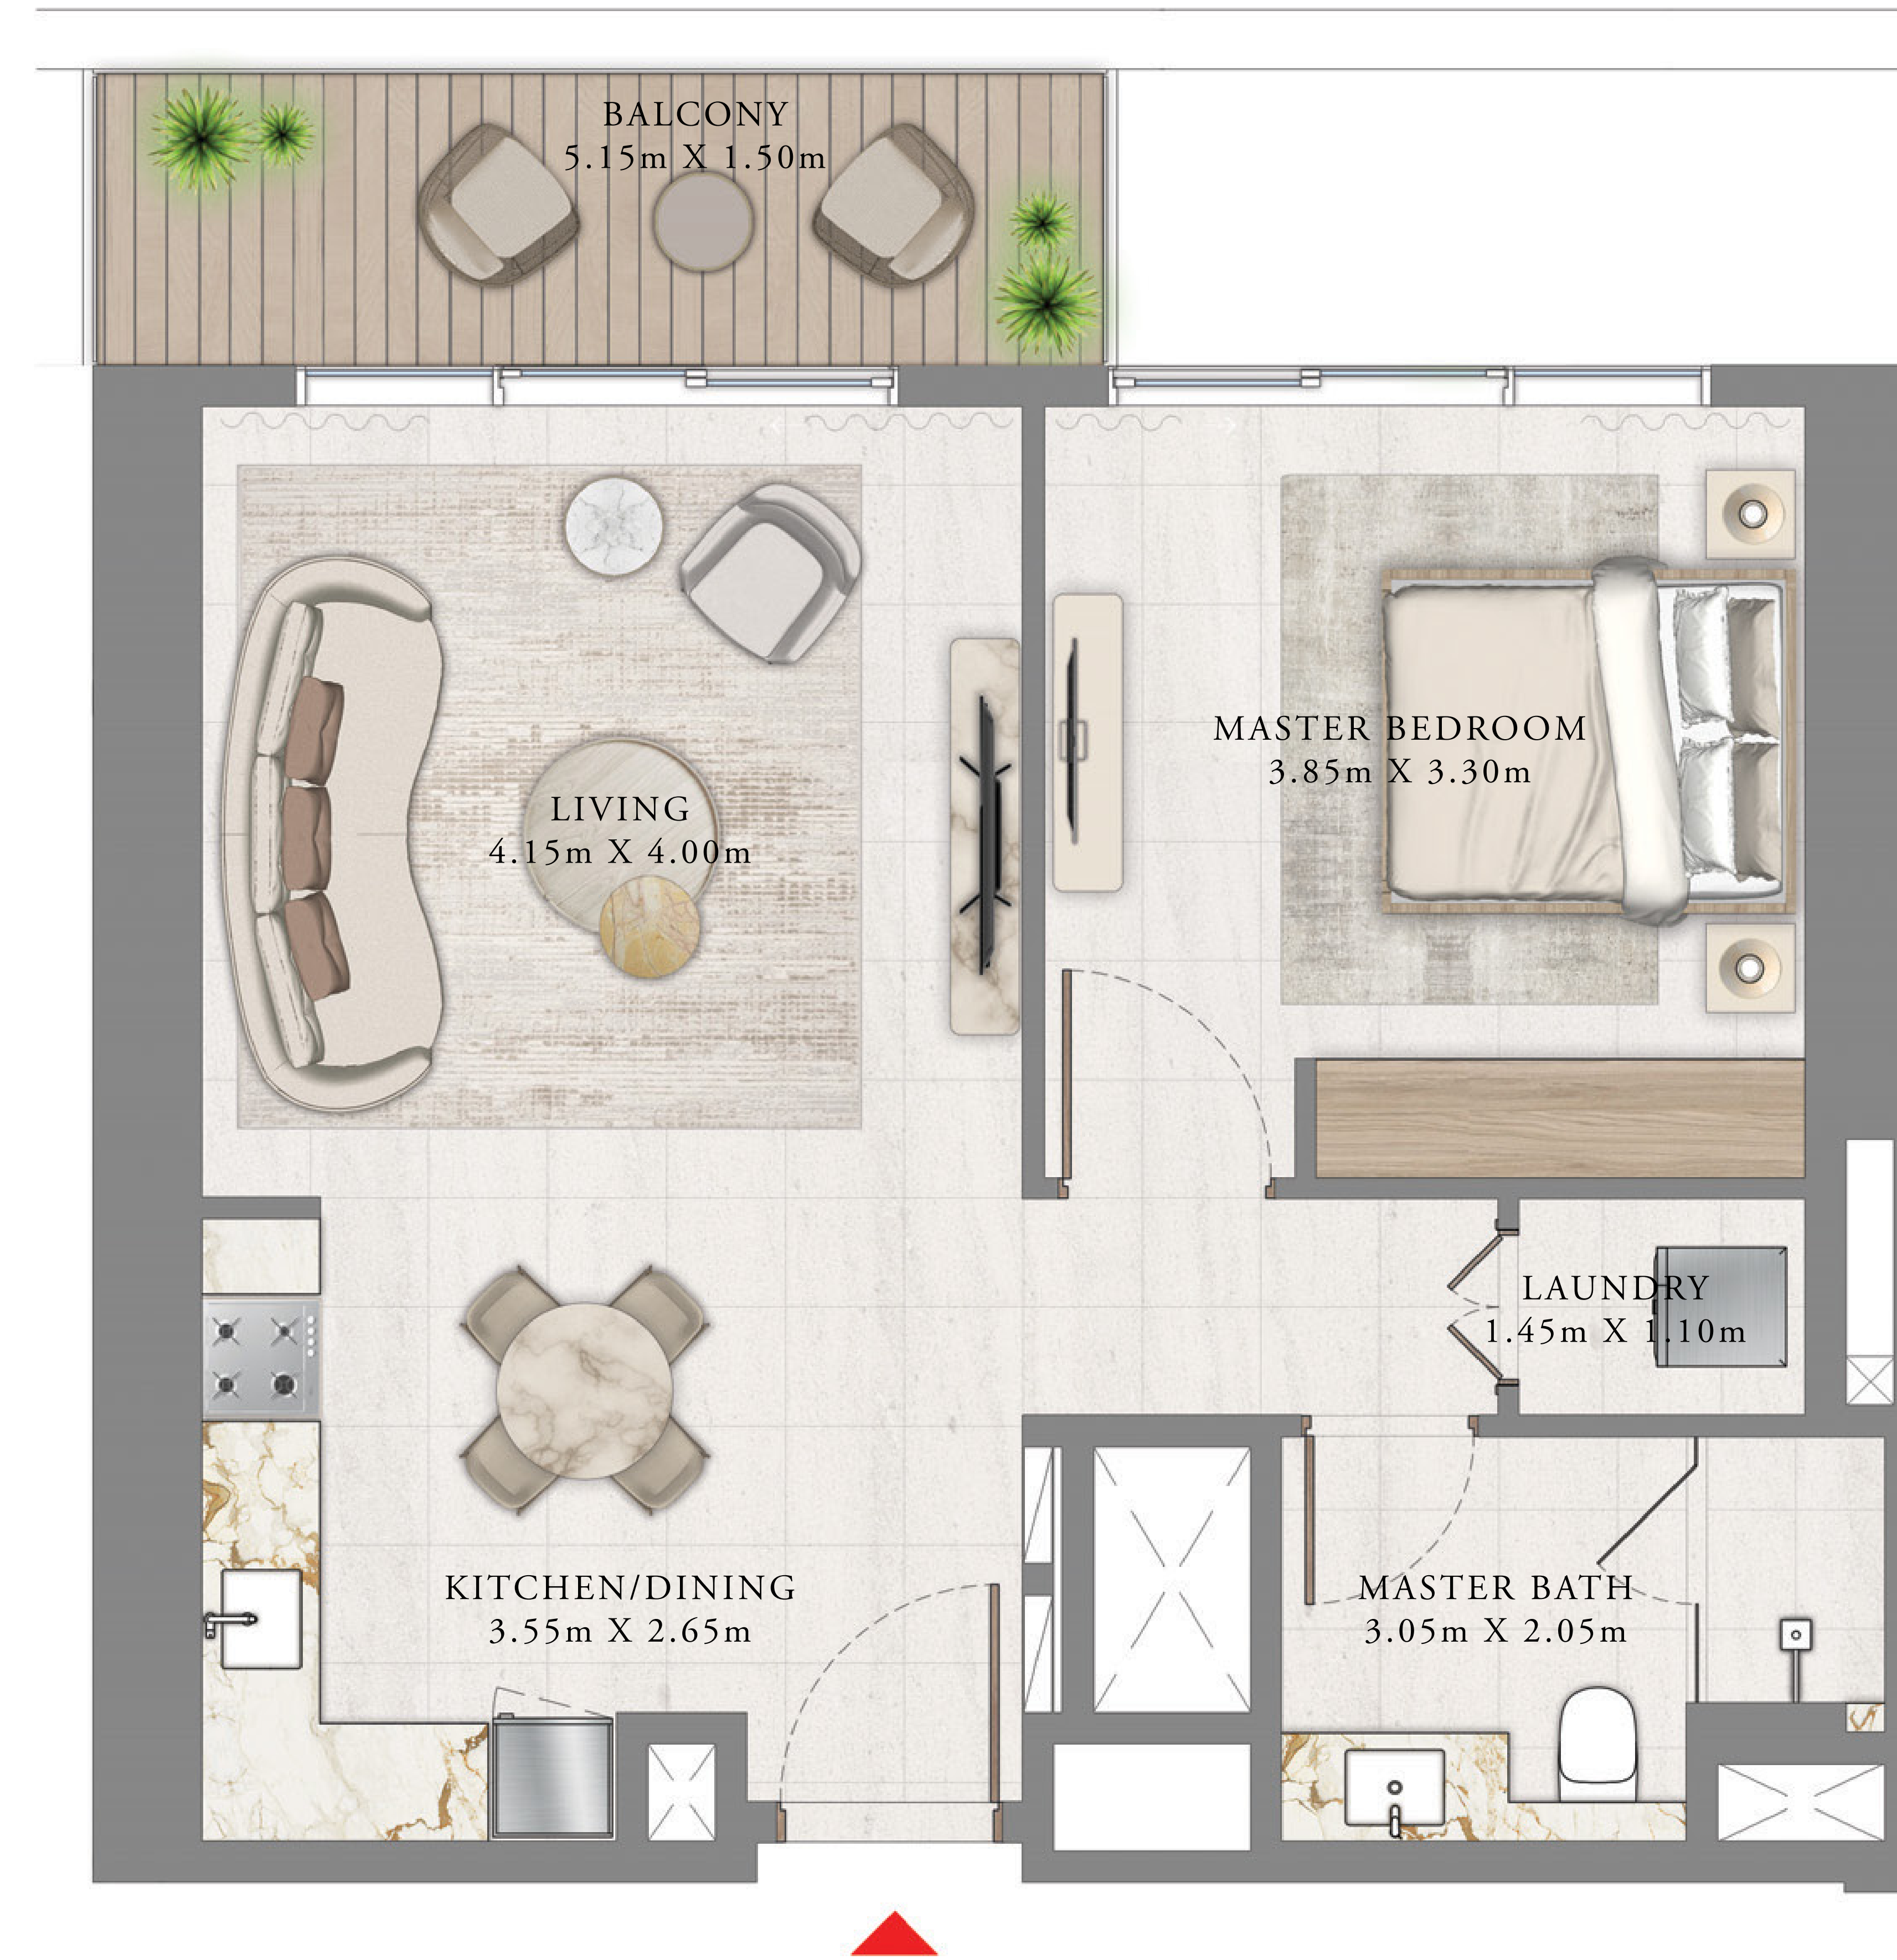 BALCONY
5.15m X 1.50m
MASTER BEDROOM
3.85m X 3.30m
LIVING
4.15m X 4.00m
LAUNDRY
1.45m X 1.10m
KITCHEN/DINING
3.55m X 2.65m
MASTER BATH
3.05m X 2.05m